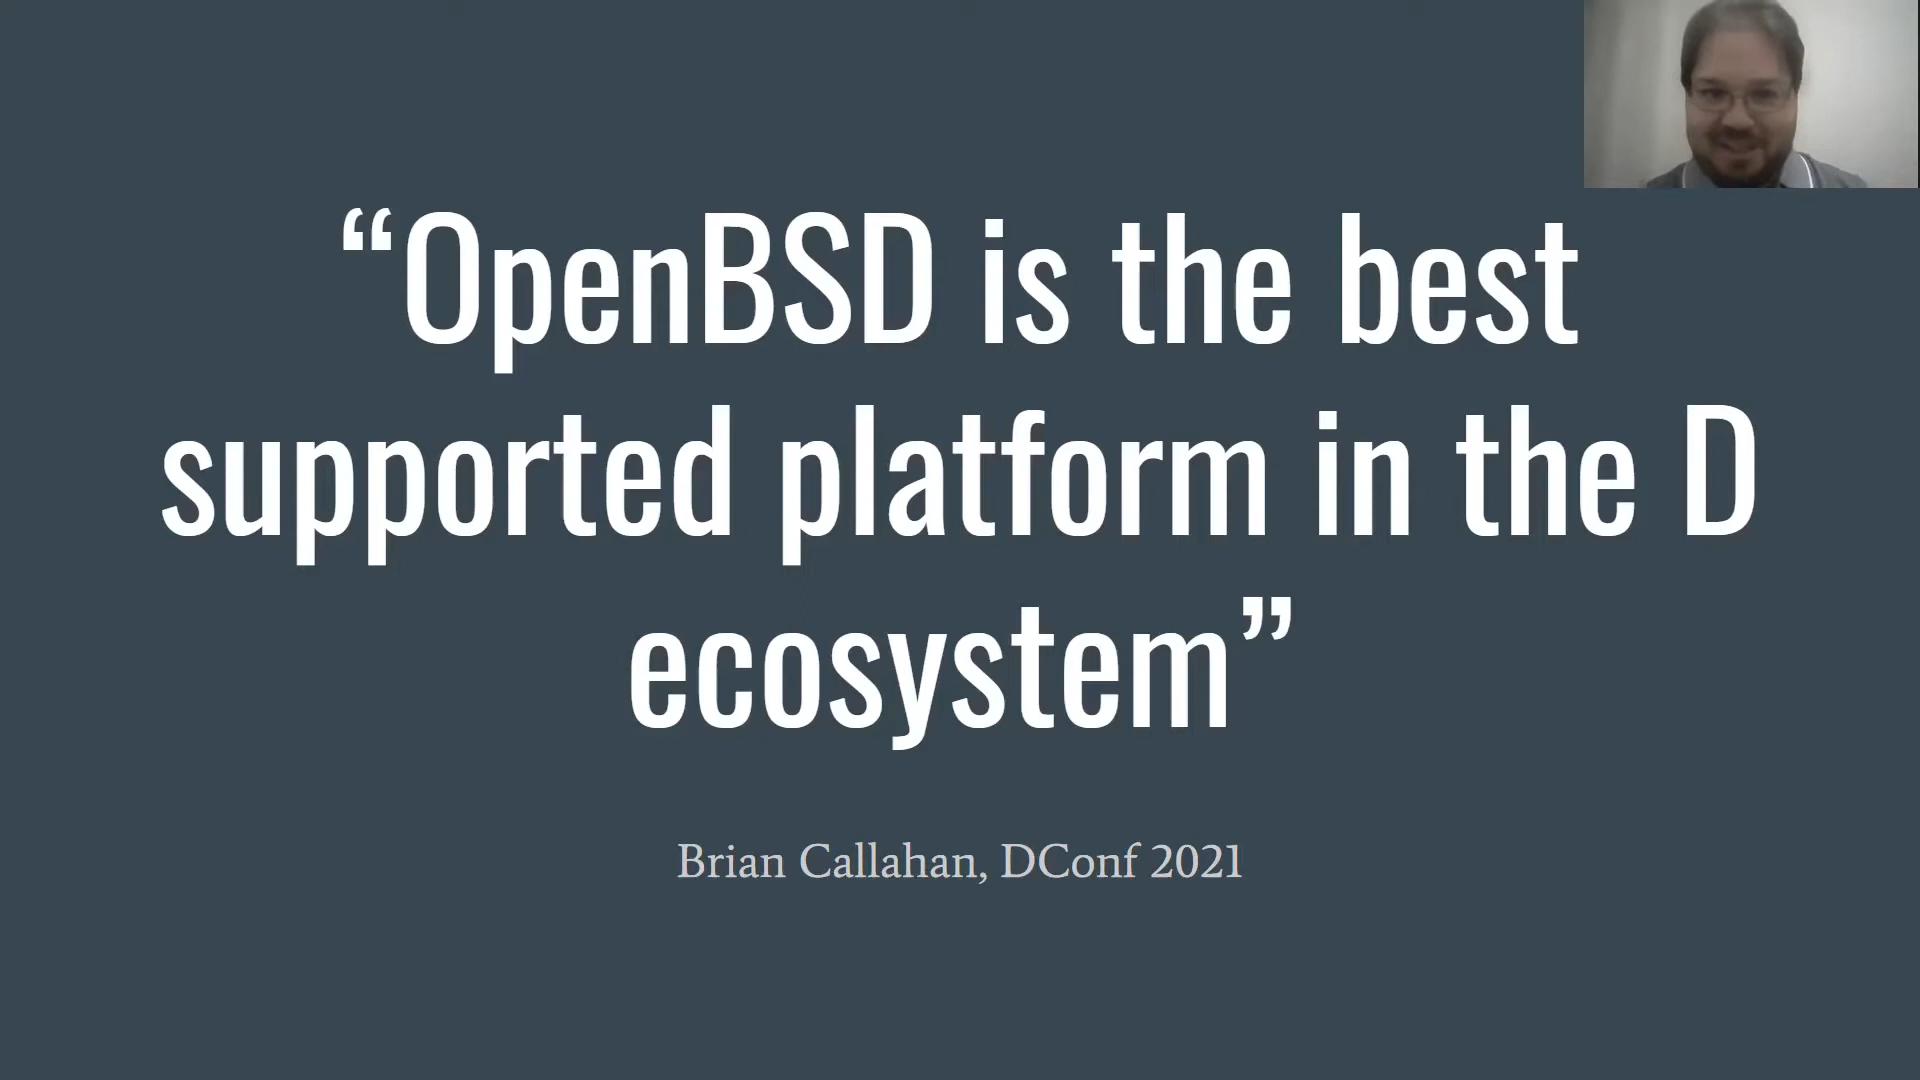 “OpenBSD is the best
supported platform in the D
ecosystem”
Brian Callahan, DConf 2021